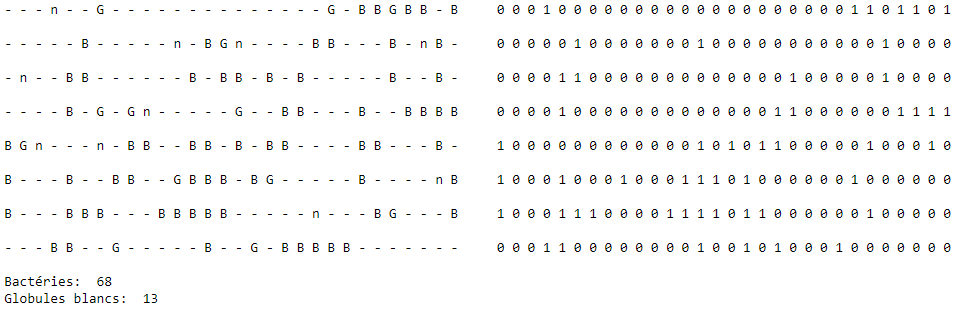 - - - n - - G - - - - - - - - - - - - - - G - B B G B B - B 0 0 0 1 0 0 0 0 0 0 0 0 0 0 0 0 0 0 0 0 0 0 0 1 1 0 1 1 0 1
- - - - - B - - - - - n - B G n - - - - B B - - - B - n B - 0 0 0 0 0 1 0 0 0 0 0 0 0 1 0 0 0 0 0 0 0 0 0 0 0 1 0 0 0 0
- n - - B B - - - - - - B - B B - B - B - - - - - B - - B - 0 0 0 0 1 1 0 0 0 0 0 0 0 0 0 0 0 0 0 1 0 0 0 0 0 1 0 0 0 0
- - - - B - G - G n - - - - - G - - B B - - - B - - B B B B 0 0 0 0 1 0 0 0 0 0 0 0 0 0 0 0 0 0 1 1 0 0 0 0 0 0 1 1 1 1
B G n - - - n - B B - - B B - B - B B - - - - B B - - - B - 1 0 0 0 0 0 0 0 0 0 0 0 0 1 0 1 0 1 1 0 0 0 0 0 1 0 0 0 1 0
B - - - B - - B B - - G B B B - B G - - - - - B - - - - n B 1 0 0 0 1 0 0 0 1 0 0 0 1 1 1 0 1 0 0 0 0 0 0 1 0 0 0 0 0 0
B - - - B B B - - - B B B B B - - - - - n - - - B G - - - B 1 0 0 0 1 1 1 0 0 0 0 1 1 1 1 0 1 1 0 0 0 0 0 0 1 0 0 0 0 0
- - - B B - - G - - - - - B - - G - B B B B B - - - - - - - 0 0 0 1 1 0 0 0 0 0 0 0 0 1 0 0 1 0 1 0 0 0 1 0 0 0 0 0 0 0
Bactéries: 68
Globules blancs: 13